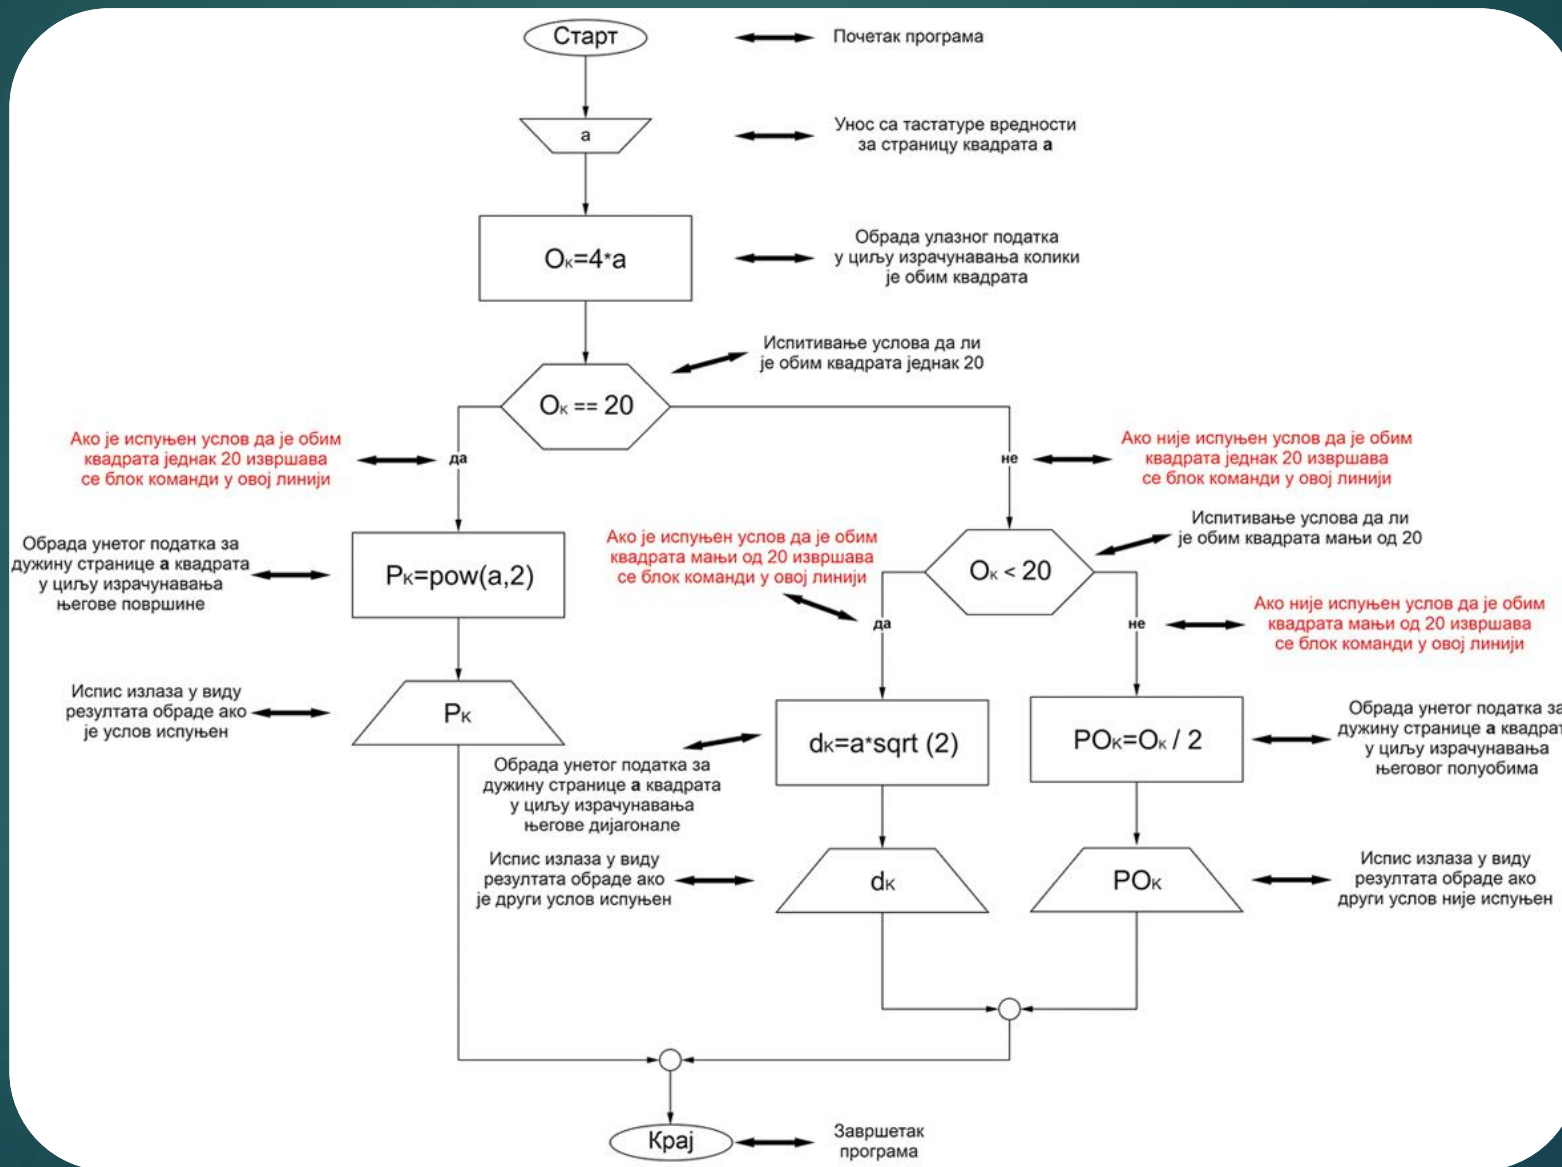 Старт
Почетак програма
a
Унос са тастатуре вредности
за страницу квадрата а
Oк=4*a
Обрада улазног податка
у циљу израчунавања колики
је обим квадрата
Испитивање услова да ли
је обим квадрата једнак 20
Oк == 20
Ако је испуњен услов да је обим
квадрата једнак 20 извршава
се блок команди у овој линији
да
не
Ако није испуњен услов да је обим
квадрата једнак 20 извршава
се блок команди у овој линији
Обрада унетог податка за
дужину странице а квадрата
у циљу израчунавања
његове површине
Pк=pow(a,2)
Ако је испуњен услов да је обим
квадрата мањи од 20 извршава
се блок команди у овој линији
Испитивање услова да ли
је обим квадрата мањи од 20
Oк < 20
да
не
Ако није испуњен услов да је обим
квадрата мањи од 20 извршава
се блок команди у овој линији
Испис излаза у виду
резултата обраде ако
је услов испуњен
Pк
Обрада унетог податка за
дужину странице а квадрата
у циљу израчунавања
његове дијагонале
dк=a*sqrt (2)
POк=Oк / 2
Обрада унетог податка за
дужину странице а квадрат
у циљу израчунавања
његовог полуобима
Испис излаза у виду
резултата обраде ако
је други услов испуњен
dк
POк
Испис излаза у виду
резултата обраде ако
други услов није испуњен
Крај
Завршетак
програма